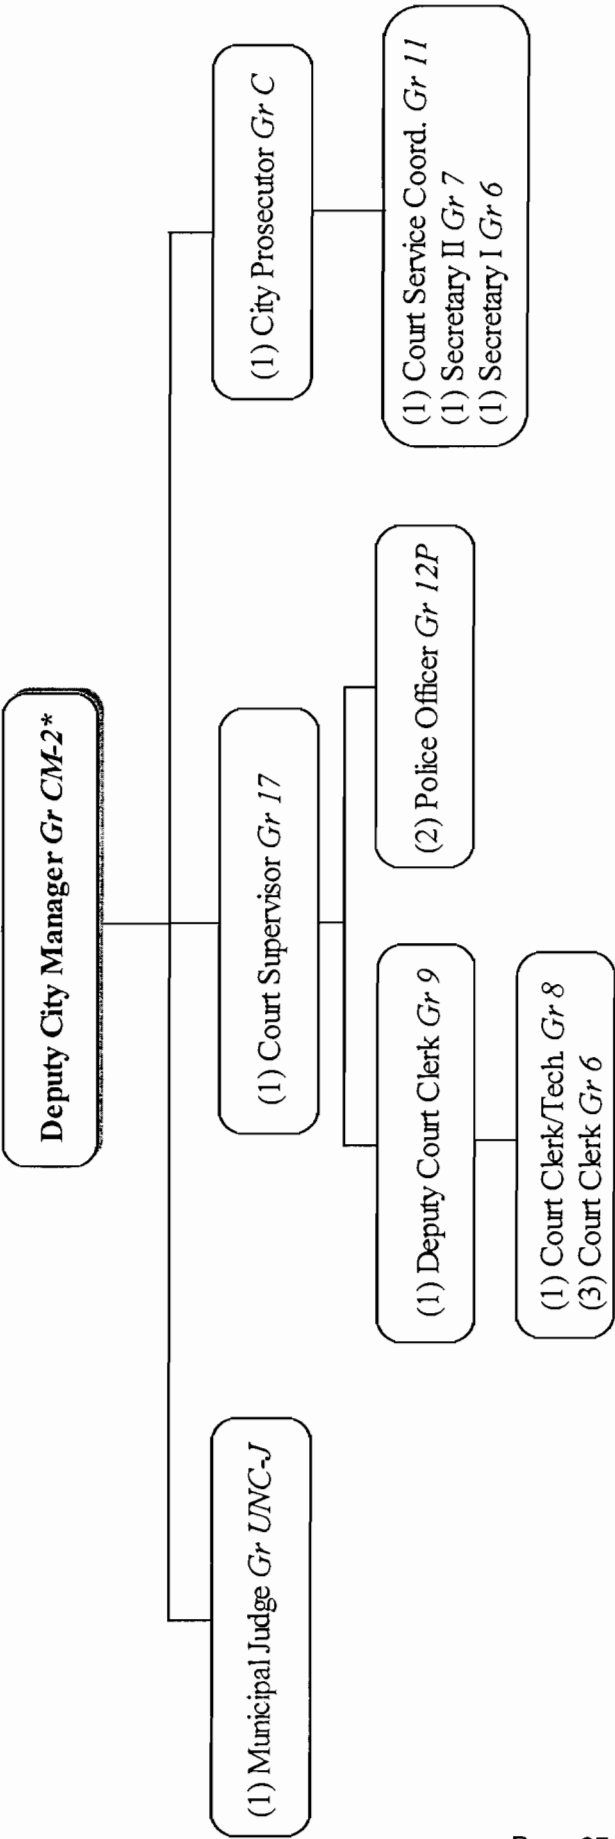 Deputy City Manager Gr CM-2*
(1) Municipal Judge Gr UNC-J
(1) Court Supervisor Gr 17
(1) City Prosecutor Gr C
(1) Deputy Court Clerk Gr 9
(2) Police Officer Gr 12P
(1) Court Service Coord. Gr 11
(1) Secretary II Gr 7
(1) Secretary I Gr 6
(1) Court Clerk/Tech. Gr 8
(3) Court Clerk Gr 6